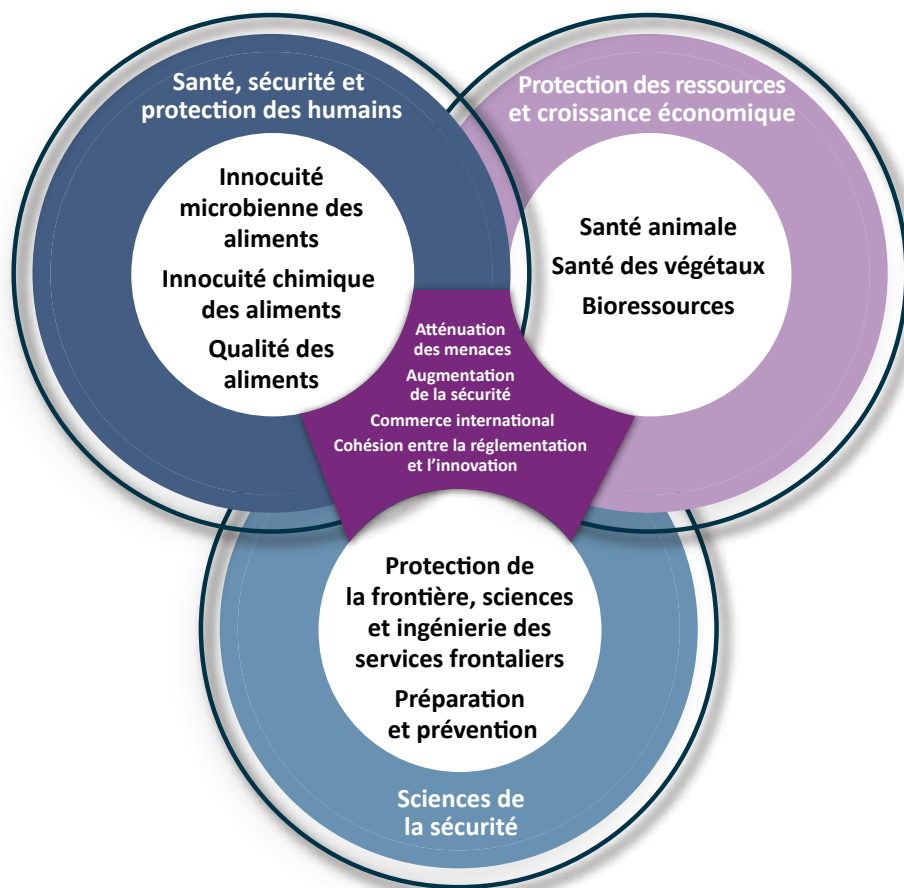 Santé, sécurité et
protection des humains
Innocuité
microbienne des
aliments
Innocuité chimique
des aliments
Qualité des
aliments
Protection des ressources
et croissance économique
Santé animale
Santé des végétaux
Bioressources
Atténuation
des menaces
Augmentation
de la sécurité
Commerce international
Cohésion entre la réglementation
et l'innovation
Protection de
la frontière, sciences
et ingénierie des
services frontaliers
Préparation
et prévention
Sciences de
la sécurité